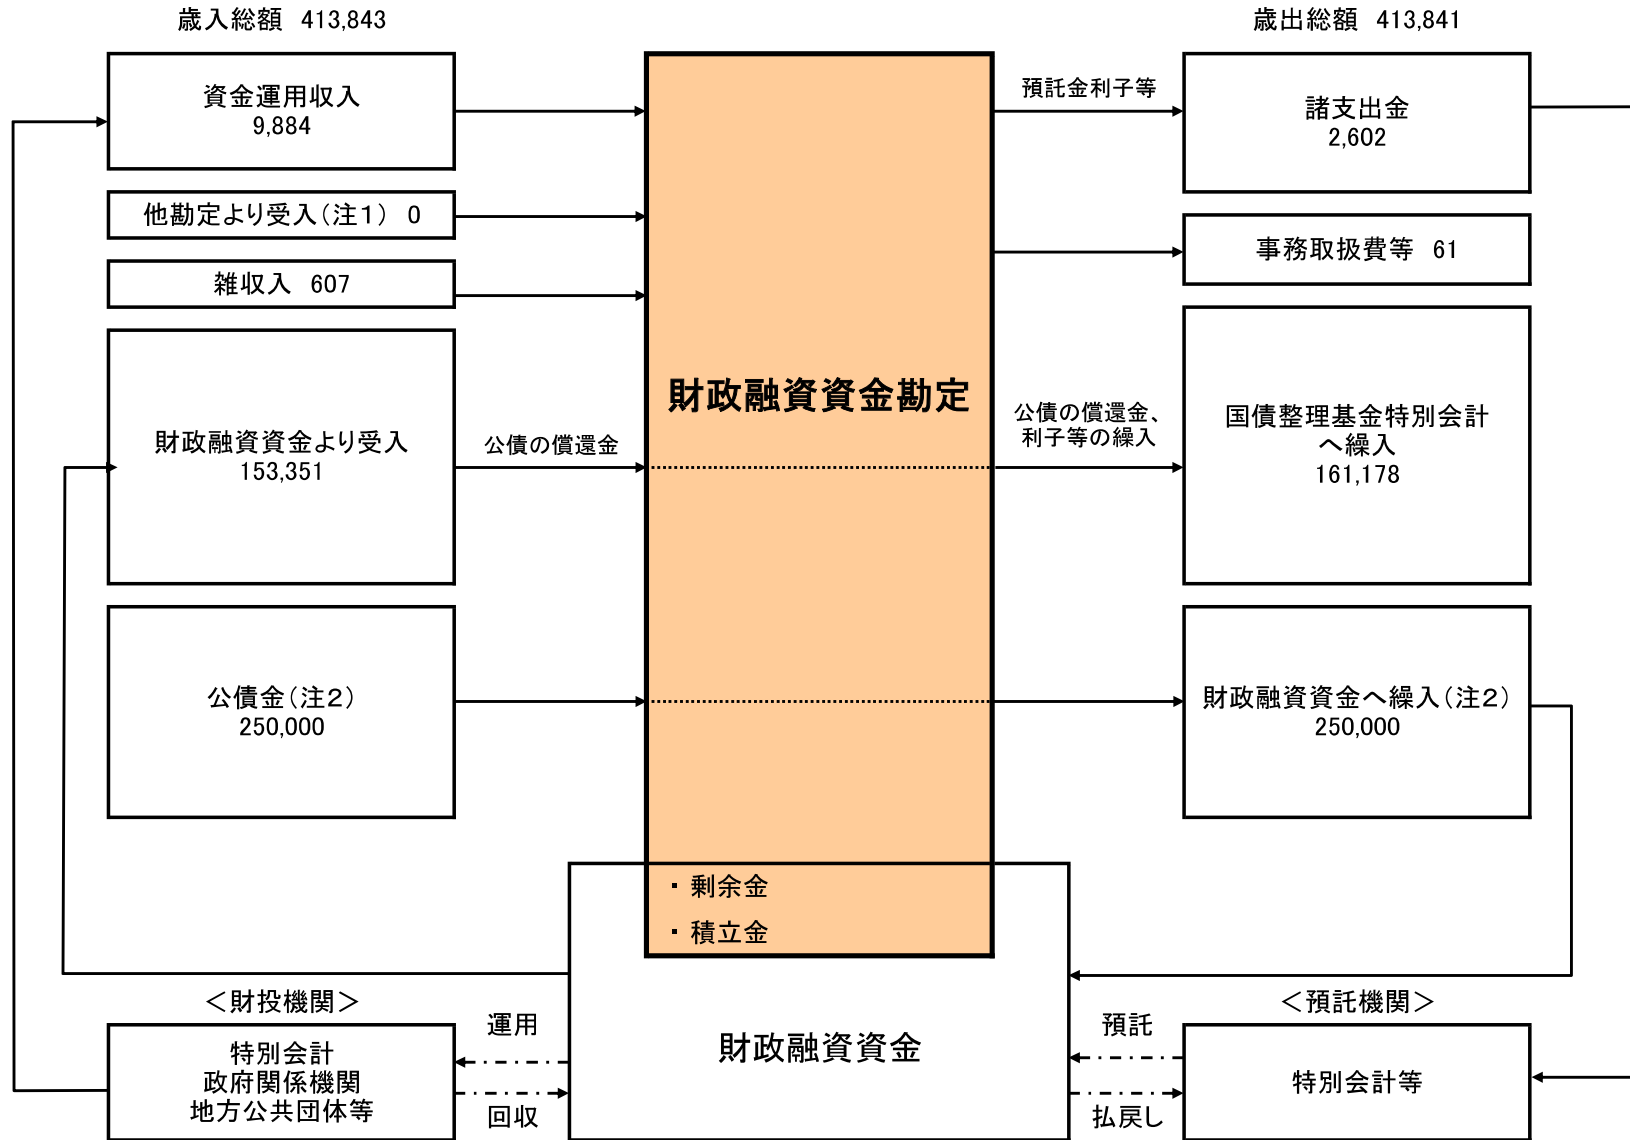 歳入総額 413,843
歳出総額 413,841
資金運用収入
9,884
他勘定より受入(注1) 0
雑収入 607
財政融資資金より受入
153,351
公債の償還金
公債金(注2)
250,000
財政融資資金勘定
・ 剰余金
・ 積立金
預託金利子等
諸支出金
2,602
事務取扱費等 61
公債の償還金、
利子等の繰入
国債整理基金特別会計
へ繰入
161,178
財政融資資金へ繰入(注2)
250,000
<財投機関>
特別会計
政府関係機関
地方公共団体等
運用
回収
財政融資資金
預託
払戻し
<預託機関>
特別会計等